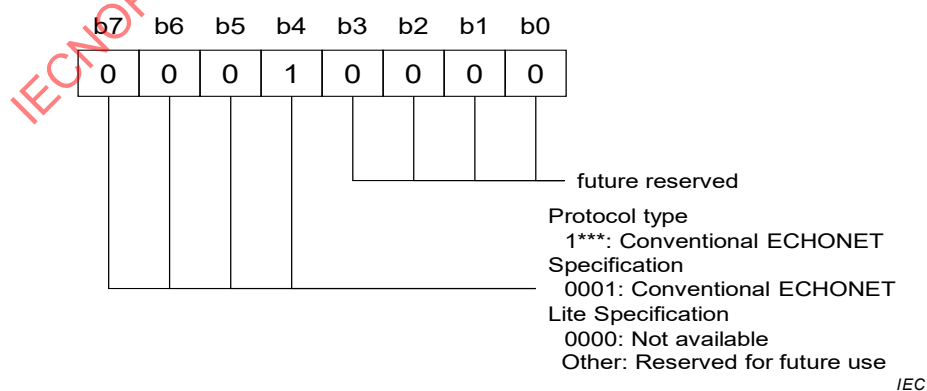 b7 b6 b5 b4 b3 b2 b1 b0
0 0 0 1 0 0 0 0
future reserved
Protocol type
1***: Conventional ECHONET
Specification
0001: Conventional ECHONET
Lite Specification
0000: Not available
Other: Reserved for future use
IEC
IECNO